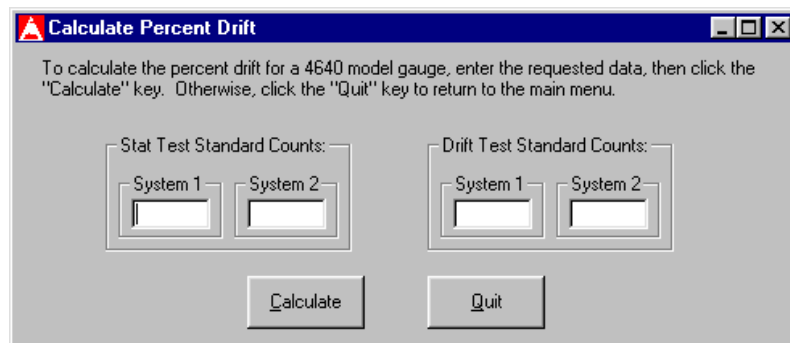 Calculate Percent Drift
To calculate the percent drift for a 4640 model gauge, enter the requested data, then click the
"Calculate" key. Otherwise, click the "Quit" key to return to the main menu.
Stat Test Standard Counts:
System 1
System 2
Drift Test Standard Counts:
System 1
System 2
Calculate
Quit